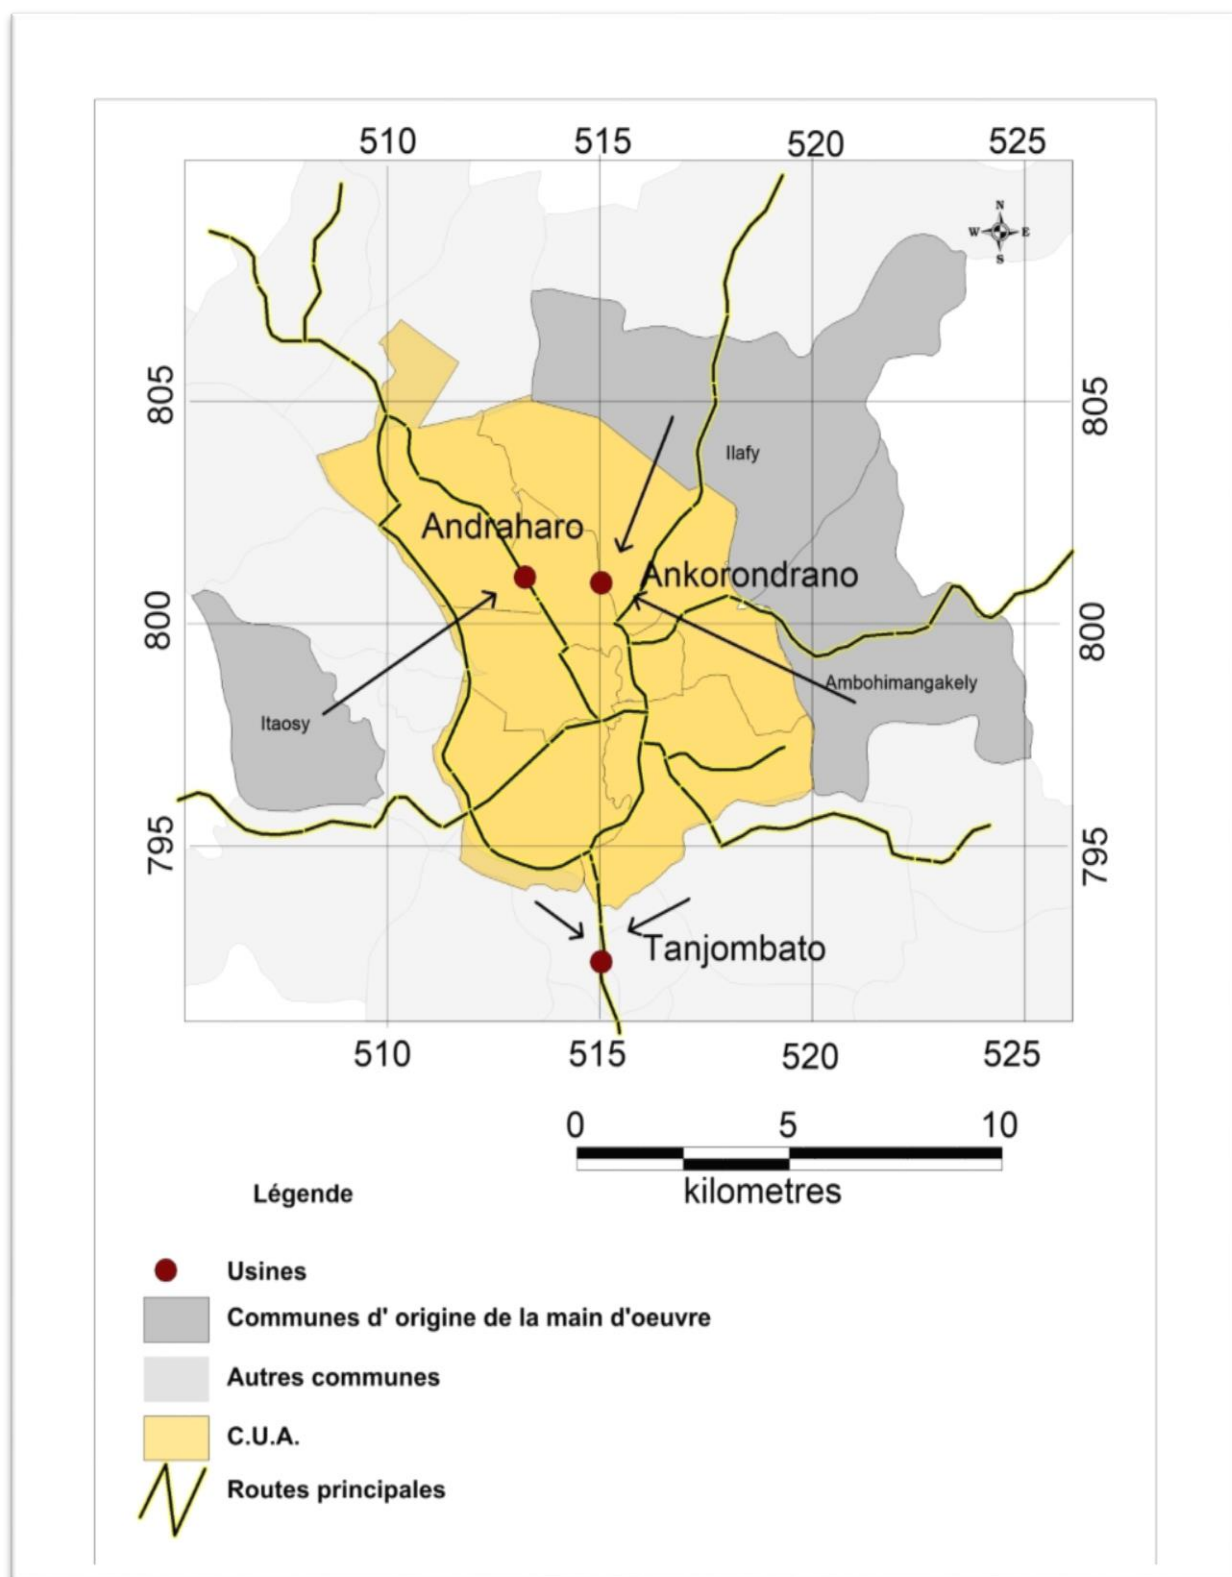 510 515 520 525
N
W E
S
805 805
Ilafy
Andraharo
Ankorondrano
800 800
Ambohimangakely
Itaosy
795 795
Tanjombato
510 515 520 525
0 5 10
kilometres
Légende
Usines
Communes d' origine de la main d'oeuvre
Autres communes
C.U.A.
Routes principales